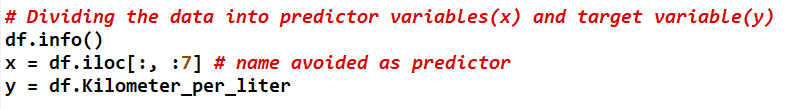 # Dividing the data into predictor variables(x) and target variable(y)
df.info()
x = df.iloc[:, :7] # name avoided as predictor
y = df.Kilometer_per_liter